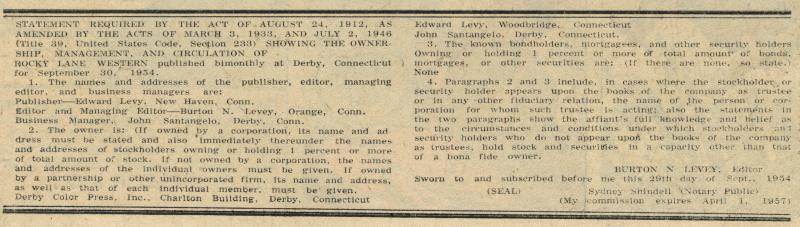 STATEMENT REQUIRED BY THE ACT OF AUGUST 24, 1912, AS
AMENDED BY THE ACTS OF MARCH 3, 1933, AND JULY 2, 1946
(Title 39, United States Code, Section 233) SHOWING THE OWNER-
SHIP, MANAGEMENT, AND CIRCULATION OF
ROCKY LANE WESTERN published bimonthly at Derby, Connecticut
for September 30, 1954.
1. The names and addresses of the publisher, editor, managing
editor, and business managers are:
Publisher—Edward Levy, New Haven, Conn.
Editor and Managing Editor—Burton N. Levey, Orange, Conn.
Business Manager, John Santangelo, Derby, Conn.
2. The owner is: (If owned by a corporation, its name and ad-
dress must be stated and also immediately thereunder the names
and addresses of stockholders owning or holding 1 percent or more
of total amount of stock. If not owned by a corporation, the names
and addresses of the individual owners must be given. If owned
by a partnership or other unincorporated firm, its name and address,
as well as that of each individual member, must be given.
Derby Color Press, Inc., Charlton Building, Derby, Connecticut
Edward Levy, Woodbridge, Connecticut
John Santangelo, Derby, Connecticut.
3. The known bondholders, mortgagees, and other security holders
Owning or holding 1 percent or more of total amount of bonds,
mortgages, or other securities are: (If there are none, so state.)
None
4. Paragraphs 2 and 3 include, in cases where the stockholder or
security holder appears upon the books of the company as trustee
or in any other fiduciary relation, the name of the person or cor-
poration for whom such trustee is acting; also the statements in
the two paragraphs show the affiant's full knowledge and belief as
to the circumstances and conditions under which stockholders and
security holders who do not appear upon the books of the company
as trustees, hold stock and securities in a capacity other than that
of a bona fide owner.
BURTON N LEVEY, Editor
Sworn to and subscribed before me this 29th day of Sept., 1954
(SEAL) Sydney Shindell (Notary Public)
(My commission expires April 1, 1957)